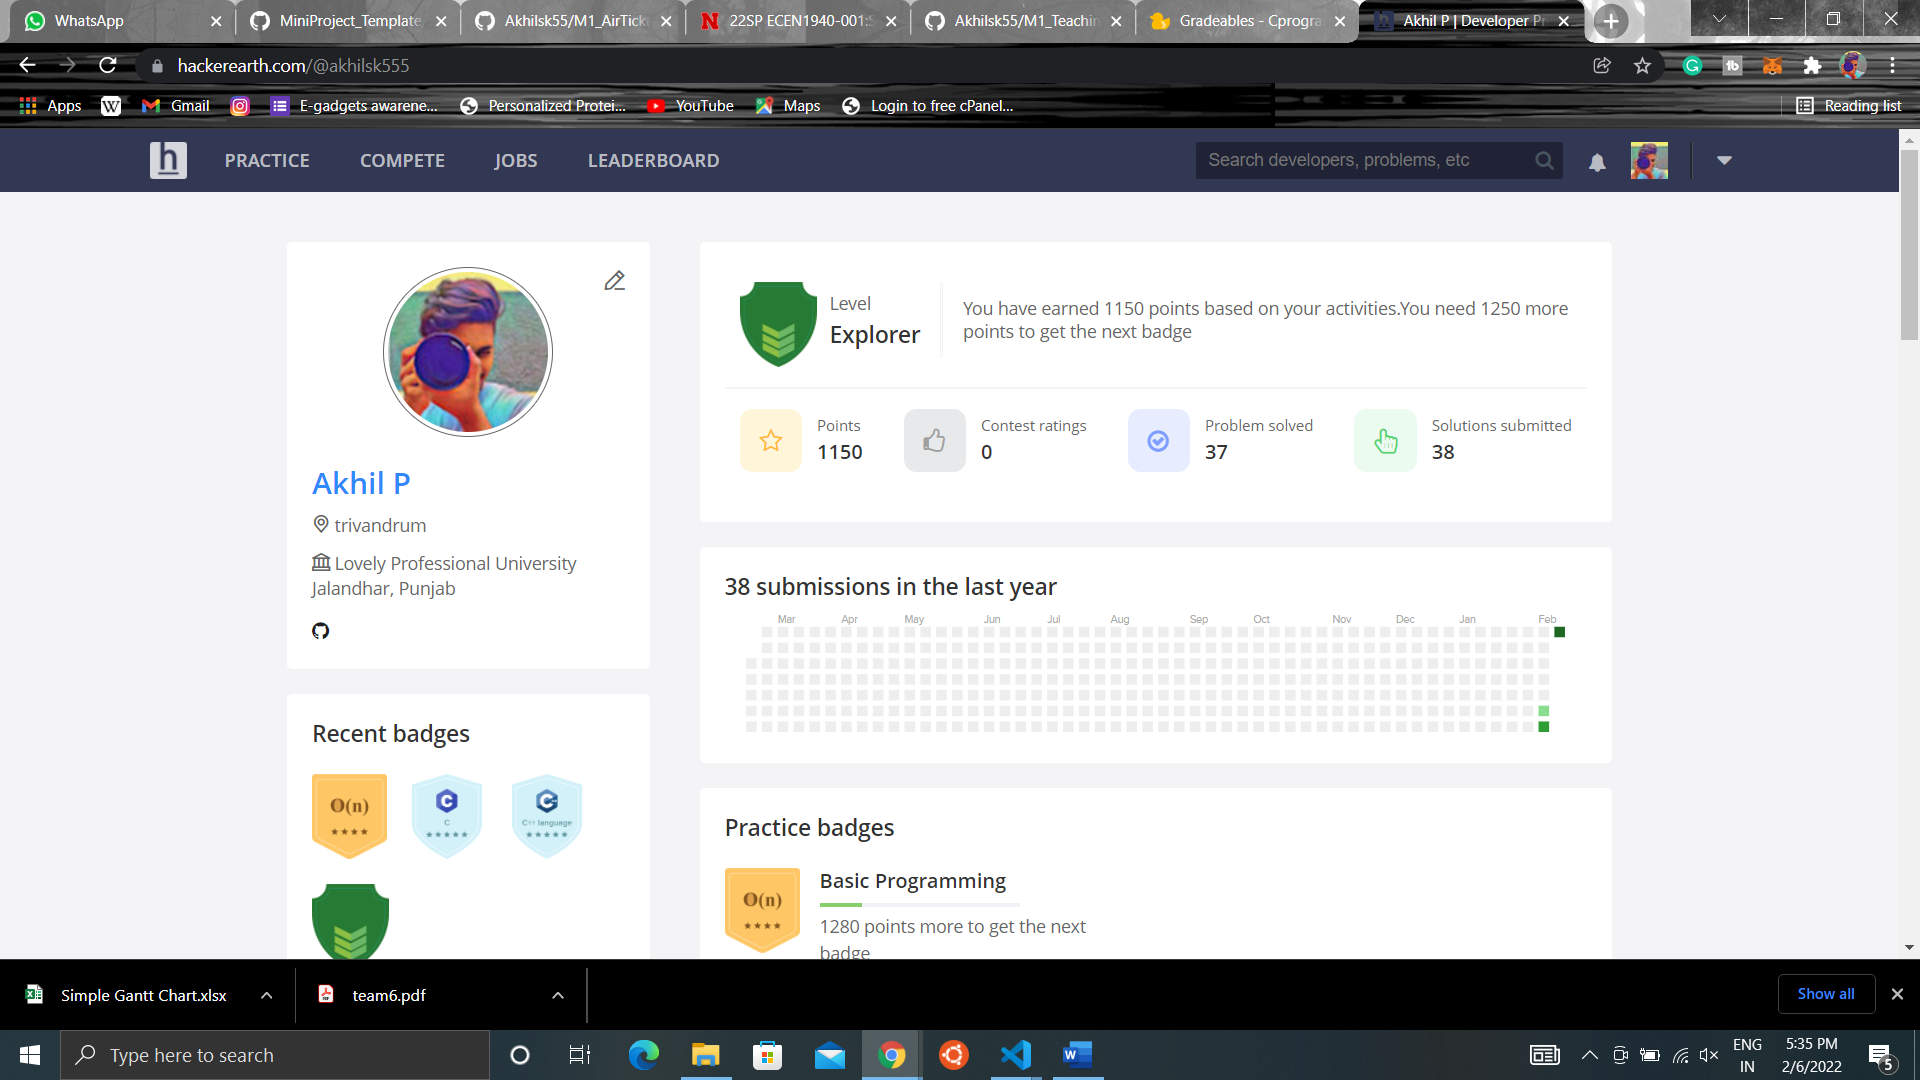 WhatsApp
MiniProject_Template
Akhilsk55/M1_AirTick
22SP ECEN1940-001:S
Akhilsk55/M1_Teachin
Gradeables - Cprogra
Akhil P | Developer Pr
hackerearth.com/@akhilsk555
Apps
Gmail
E-gadgets awarene...
Personalized Protei...
YouTube
Maps
Login to free cPanel...
Reading list
h PRACTICE COMPETE JOBS LEADERBOARD
Search developers, problems, etc
Akhil P
trivandrum
Lovely Professional University
Jalandhar, Punjab
Level
Explorer
You have earned 1150 points based on your activities.You need 1250 more
points to get the next badge
Points
1150
Contest ratings
0
Problem solved
37
Solutions submitted
38
38 submissions in the last year
Mar Apr May Jun Jul Aug Sep Oct Nov Dec Jan Feb
Recent badges
O(n)
C
C
C++
C++ language
Practice badges
O(n)
Basic Programming
1280 points more to get the next
badge
Simple Gantt Chart.xlsx
team6.pdf
Show all
Type here to search
ENG
IN
5:35 PM
2/6/2022
5